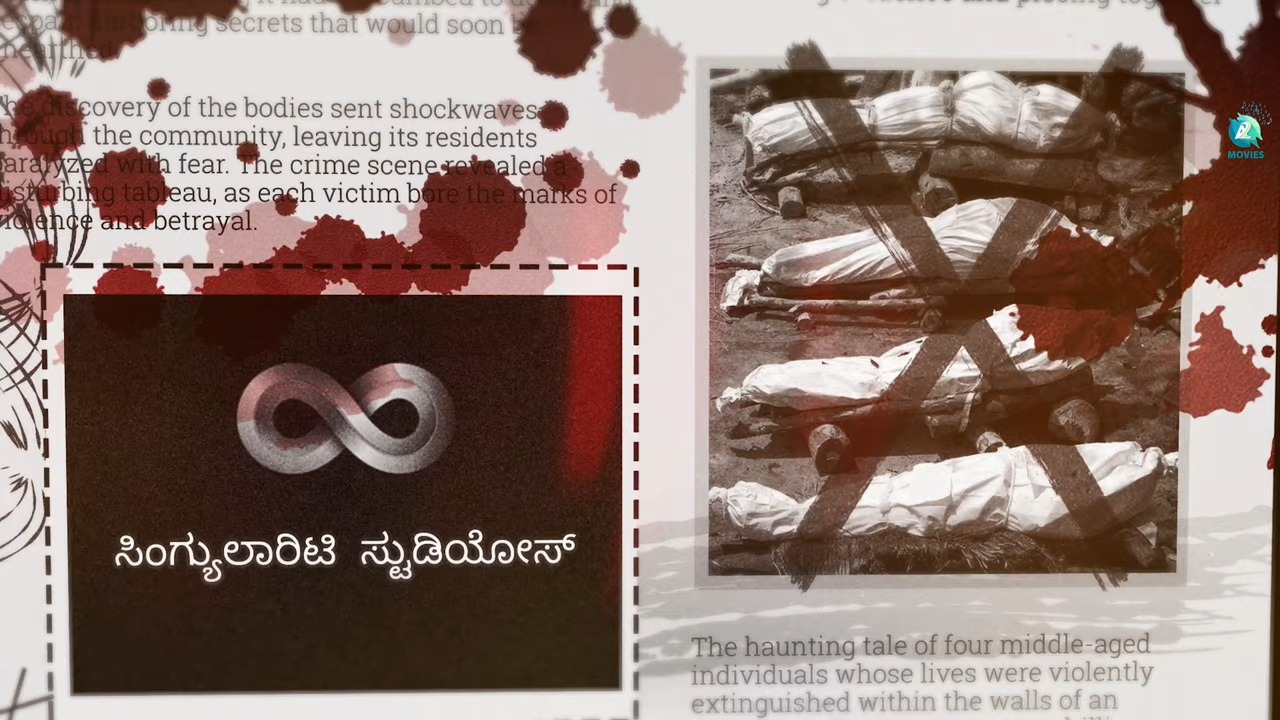 secrets that would soon
discovery of the bodies sent shockwaves
the community, leaving its residents
with fear. The crime scene revealed a
tableau, as each victim bore the marks of
and betrayal.
ಸಿಂಗ್ಯುಲಾರಿಟಿ ಸ್ಟುಡಿಯೋಸ್
The haunting tale of four middle-aged
individuals whose lives were violently
extinguished within the walls of an
MOVIES